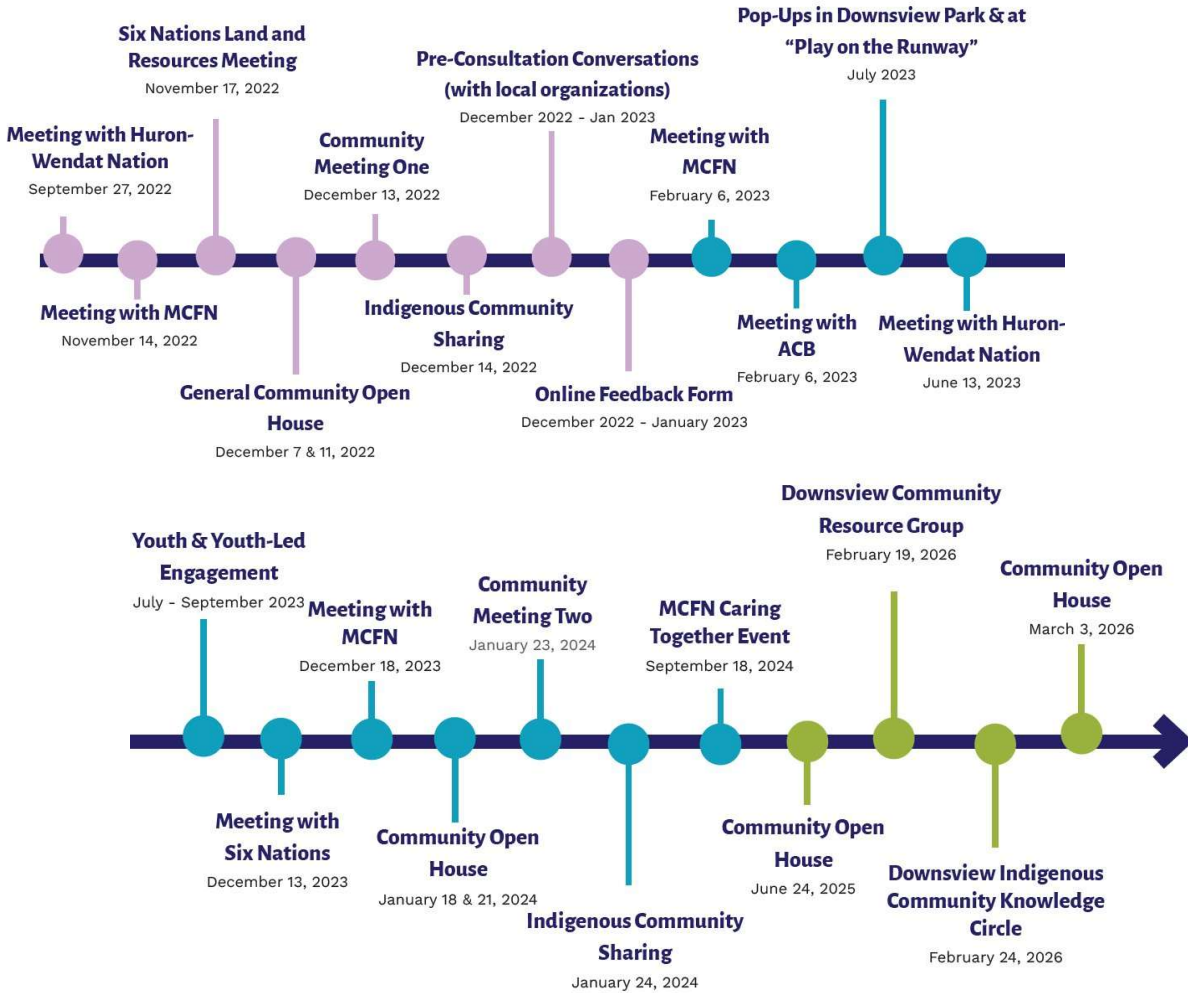 Six Nations Land and
Resources Meeting
November 17, 2022
Pre-Consultation Conversations
(with local organizations)
December 2022 - Jan 2023
Pop-Ups in Downsview Park & at
“Play on the Runway”
July 2023
Meeting with Huron-
Wendat Nation
September 27, 2022
Community
Meeting One
December 13, 2022
Meeting with
MCFN
February 6, 2023
Meeting with MCFN
November 14, 2022
General Community Open
House
December 7 & 11, 2022
Indigenous Community
Sharing
December 14, 2022
Online Feedback Form
December 2022 - January 2023
Meeting with
ACB
February 6, 2023
Meeting with Huron-
Wendat Nation
June 13, 2023
Youth & Youth-Led
Engagement
July - September 2023
Meeting with
MCFN
December 18, 2023
Community
Meeting Two
January 23, 2024
MCFN Caring
Together Event
September 18, 2024
Downsview Community
Resource Group
February 19, 2026
Community Open
House
March 3, 2026
Meeting with
Six Nations
December 13, 2023
Community Open
House
January 18 & 21, 2024
Indigenous Community
Sharing
January 24, 2024
Community Open
House
June 24, 2025
Downsview Indigenous
Community Knowledge
Circle
February 24, 2026